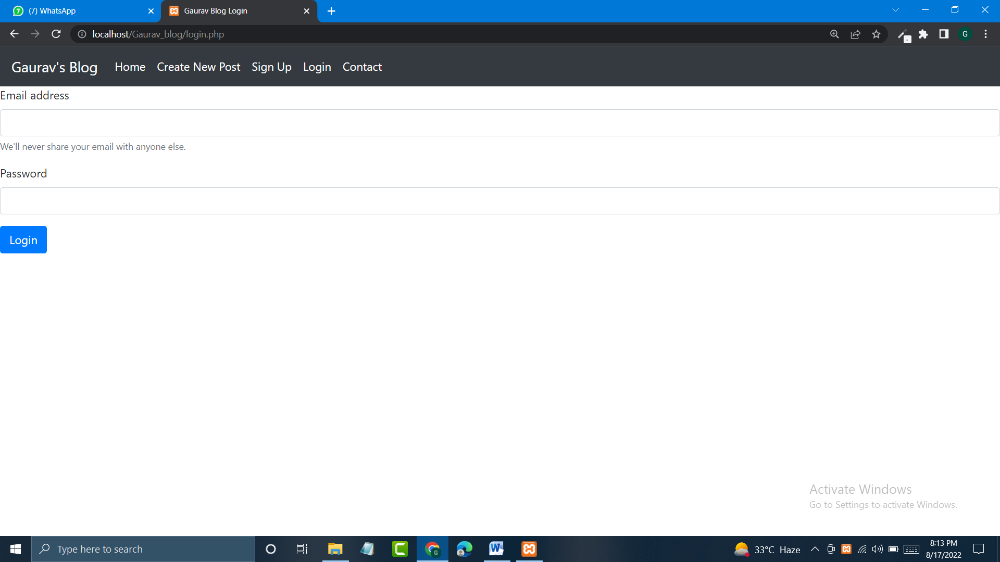 (7) WhatsApp
Gaurav Blog Login
localhost/Gaurav_blog/login.php
G
Gaurav's Blog
Home
Create New Post
Sign Up
Login
Contact
Email address
We'll never share your email with anyone else.
Password
Login
Activate Windows
Go to Settings to activate Windows.
Type here to search
G
33°C Haze
8:13 PM
8/17/2022